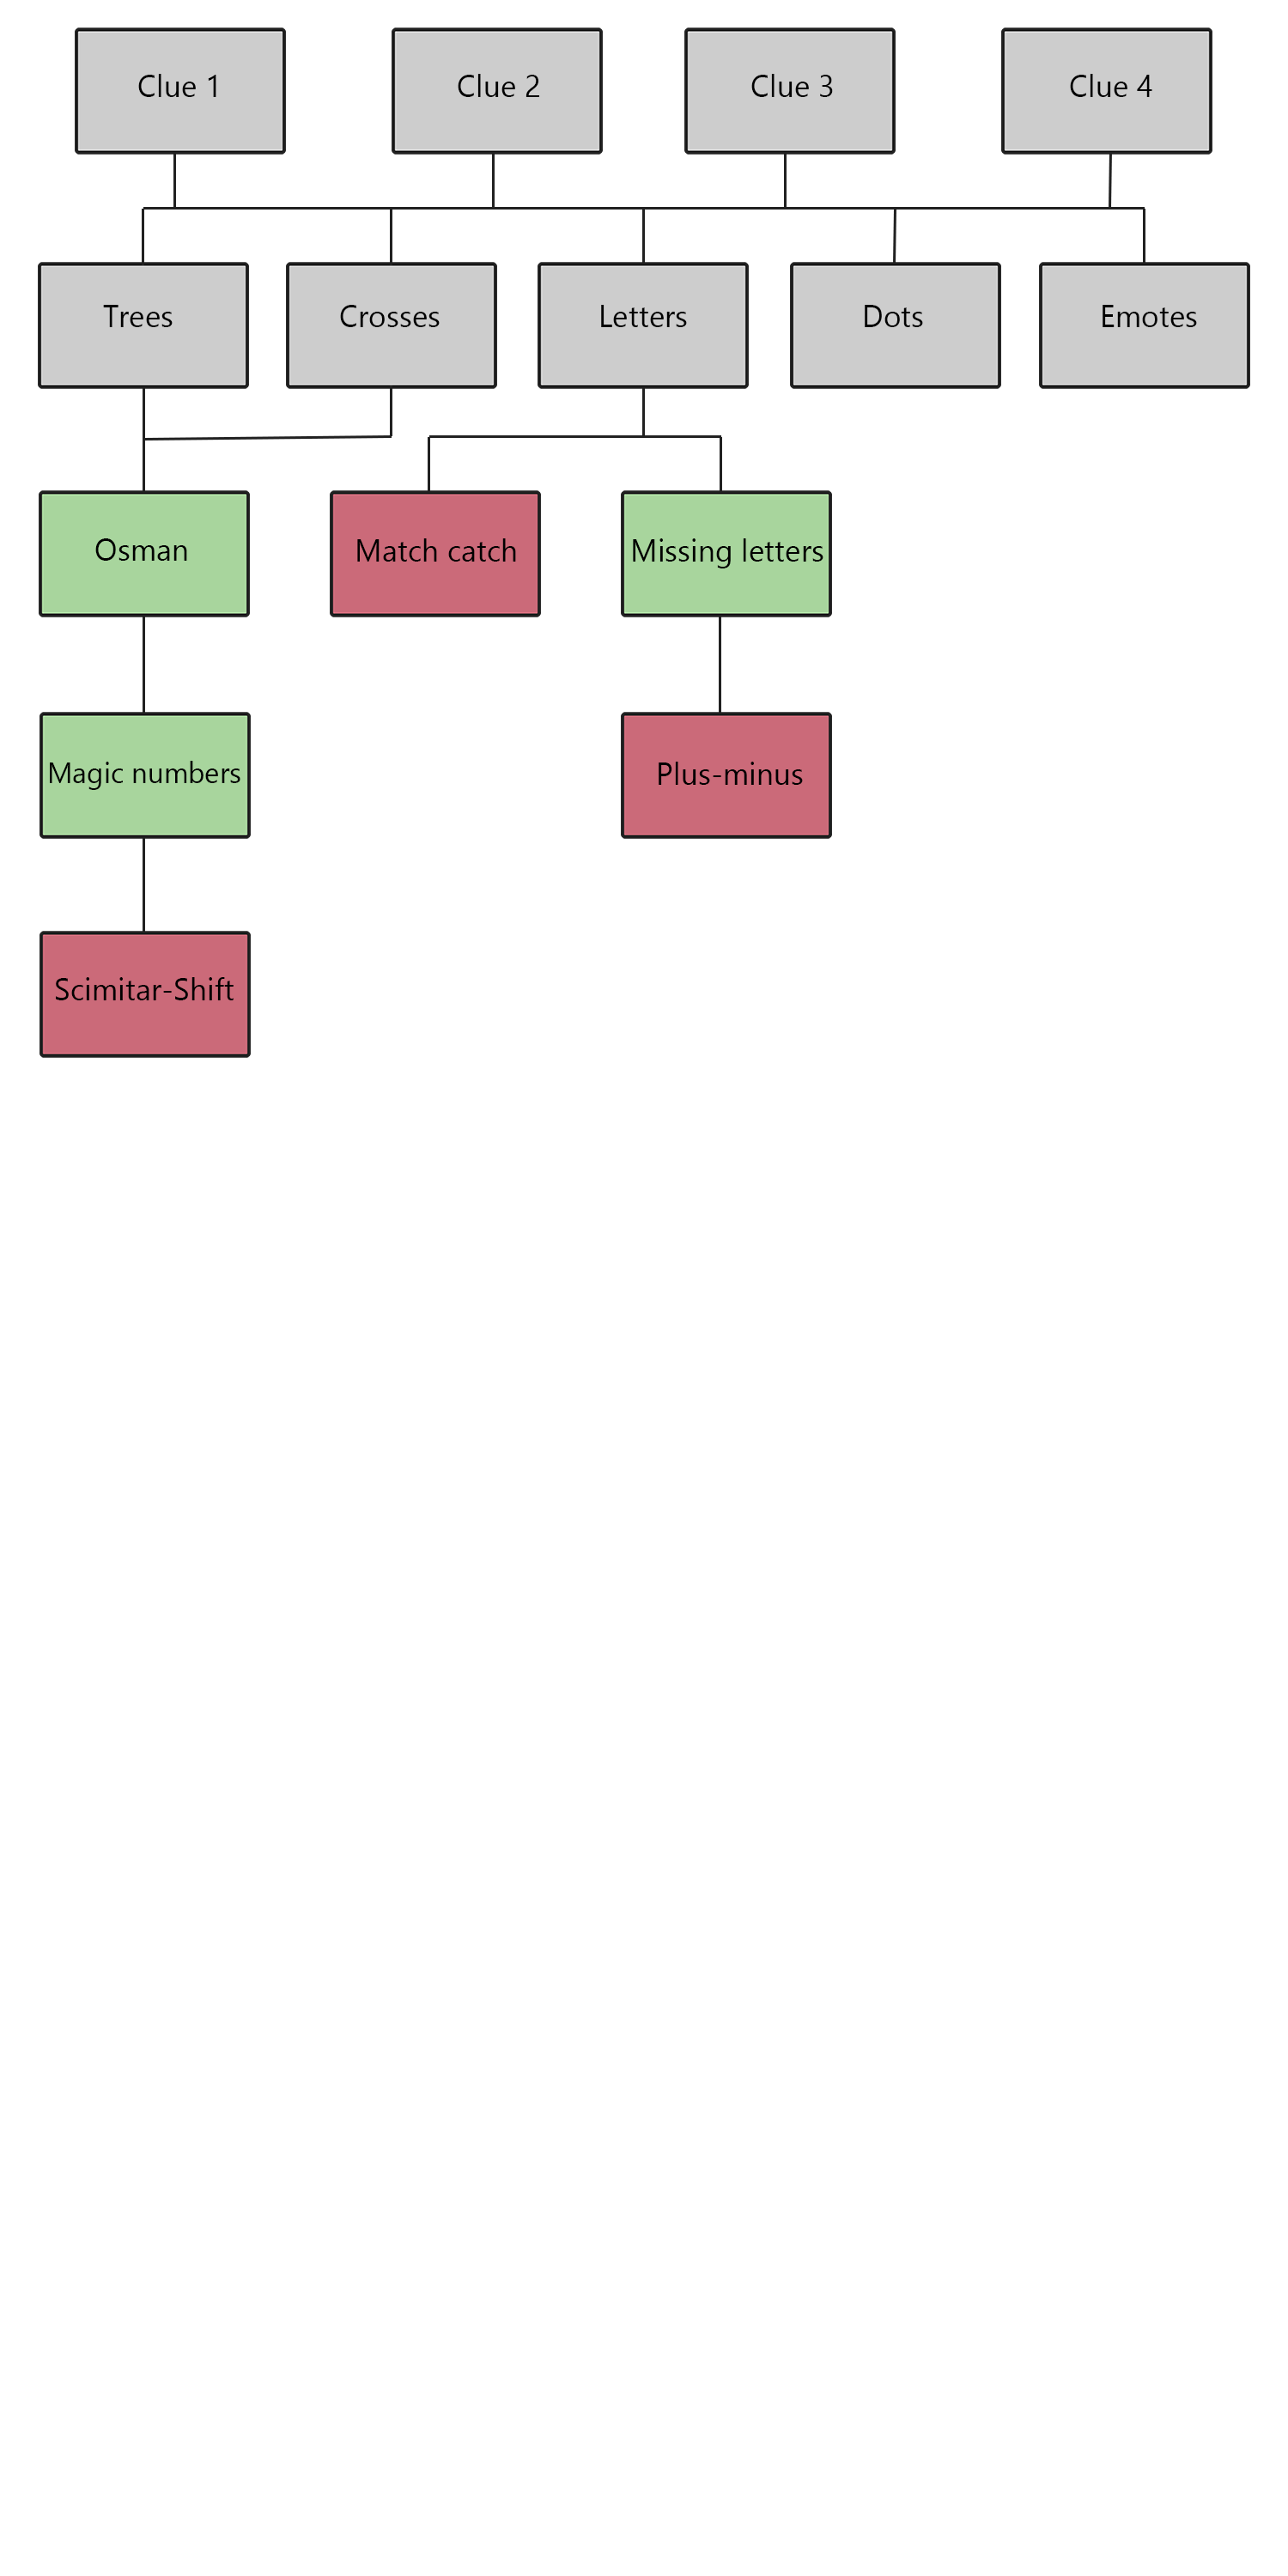 Clue 1
Clue 2
Clue 3
Clue 4
Trees
Crosses
Letters
Dots
Emotes
Osman
Match catch
Missing letters
Magic numbers
Plus-minus
Scimitar-Shift